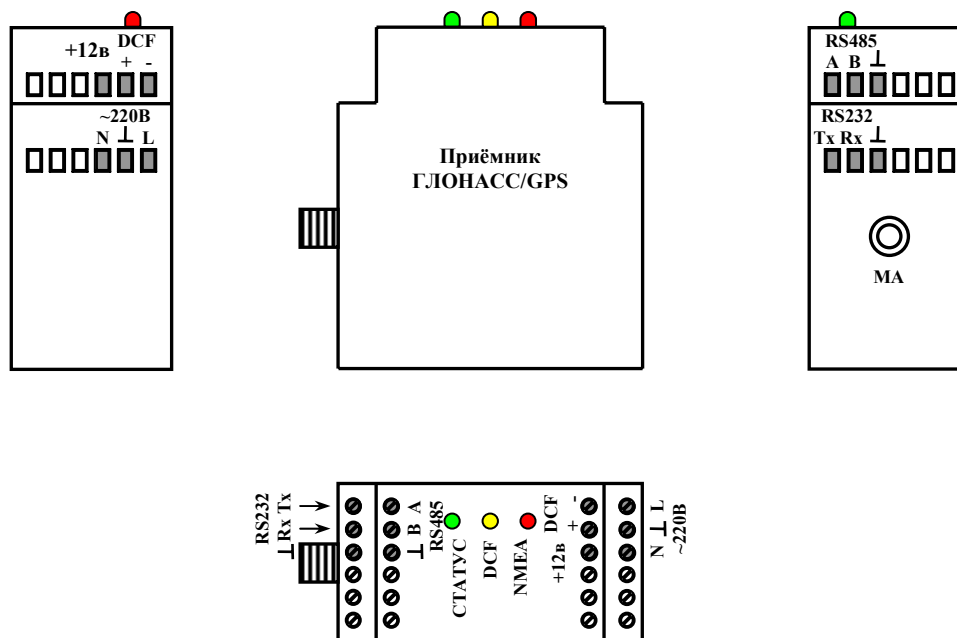 DCF
+12в + -
~220В
N ⊥ L
Приёмник
ГЛОНАСС/GPS
RS485
A B ⊥
RS232
Tx Rx ⊥
МА
RS232
⊥ Rx Tx
⊥ B A
RS485
СТАТУС
DCF
NMEA
+12в + -
DCF
N ⊥ L
~220В